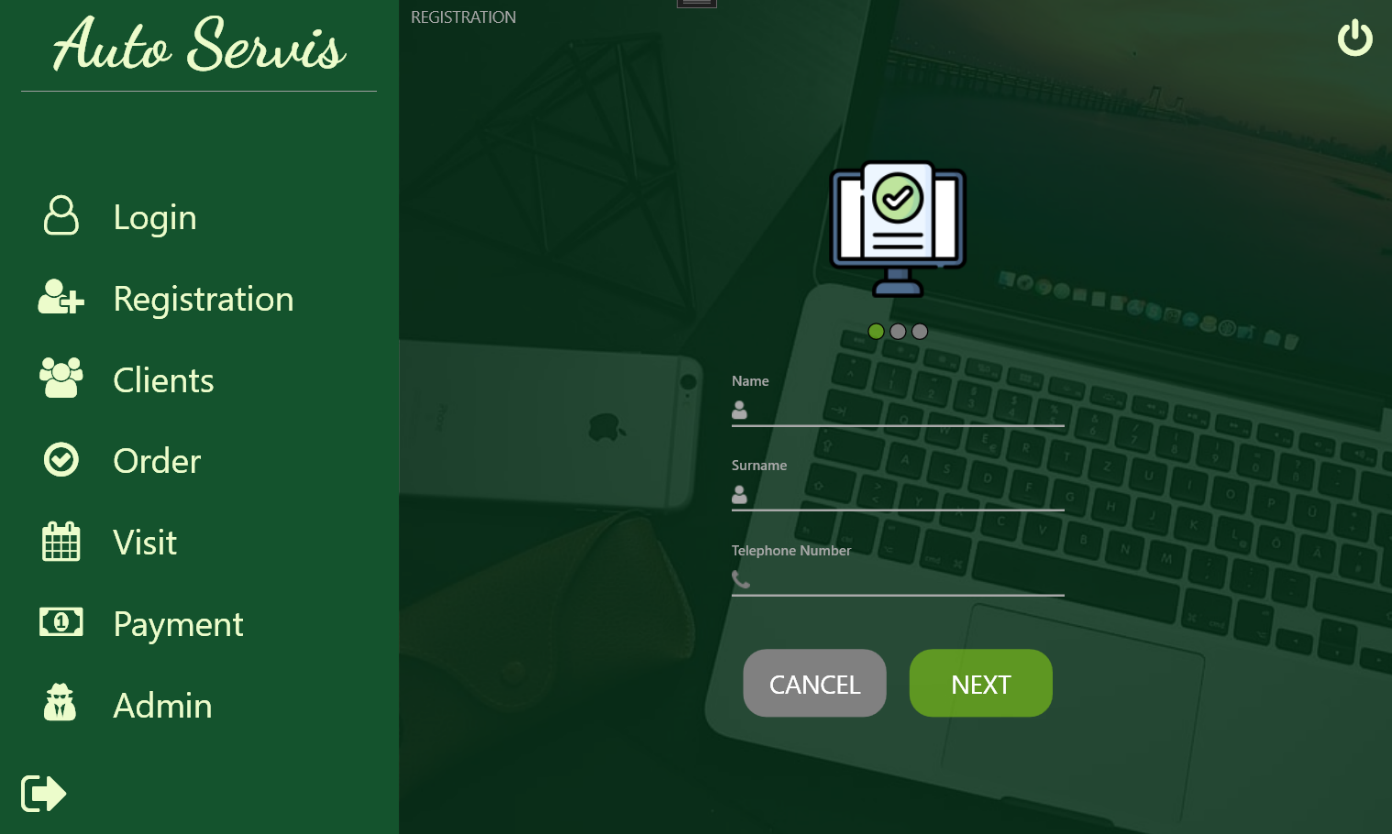 Auto Servis
Login
Registration
Clients
Order
Visit
Payment
Admin
REGISTRATION
Name
Surname
Telephone Number
CANCEL
NEXT